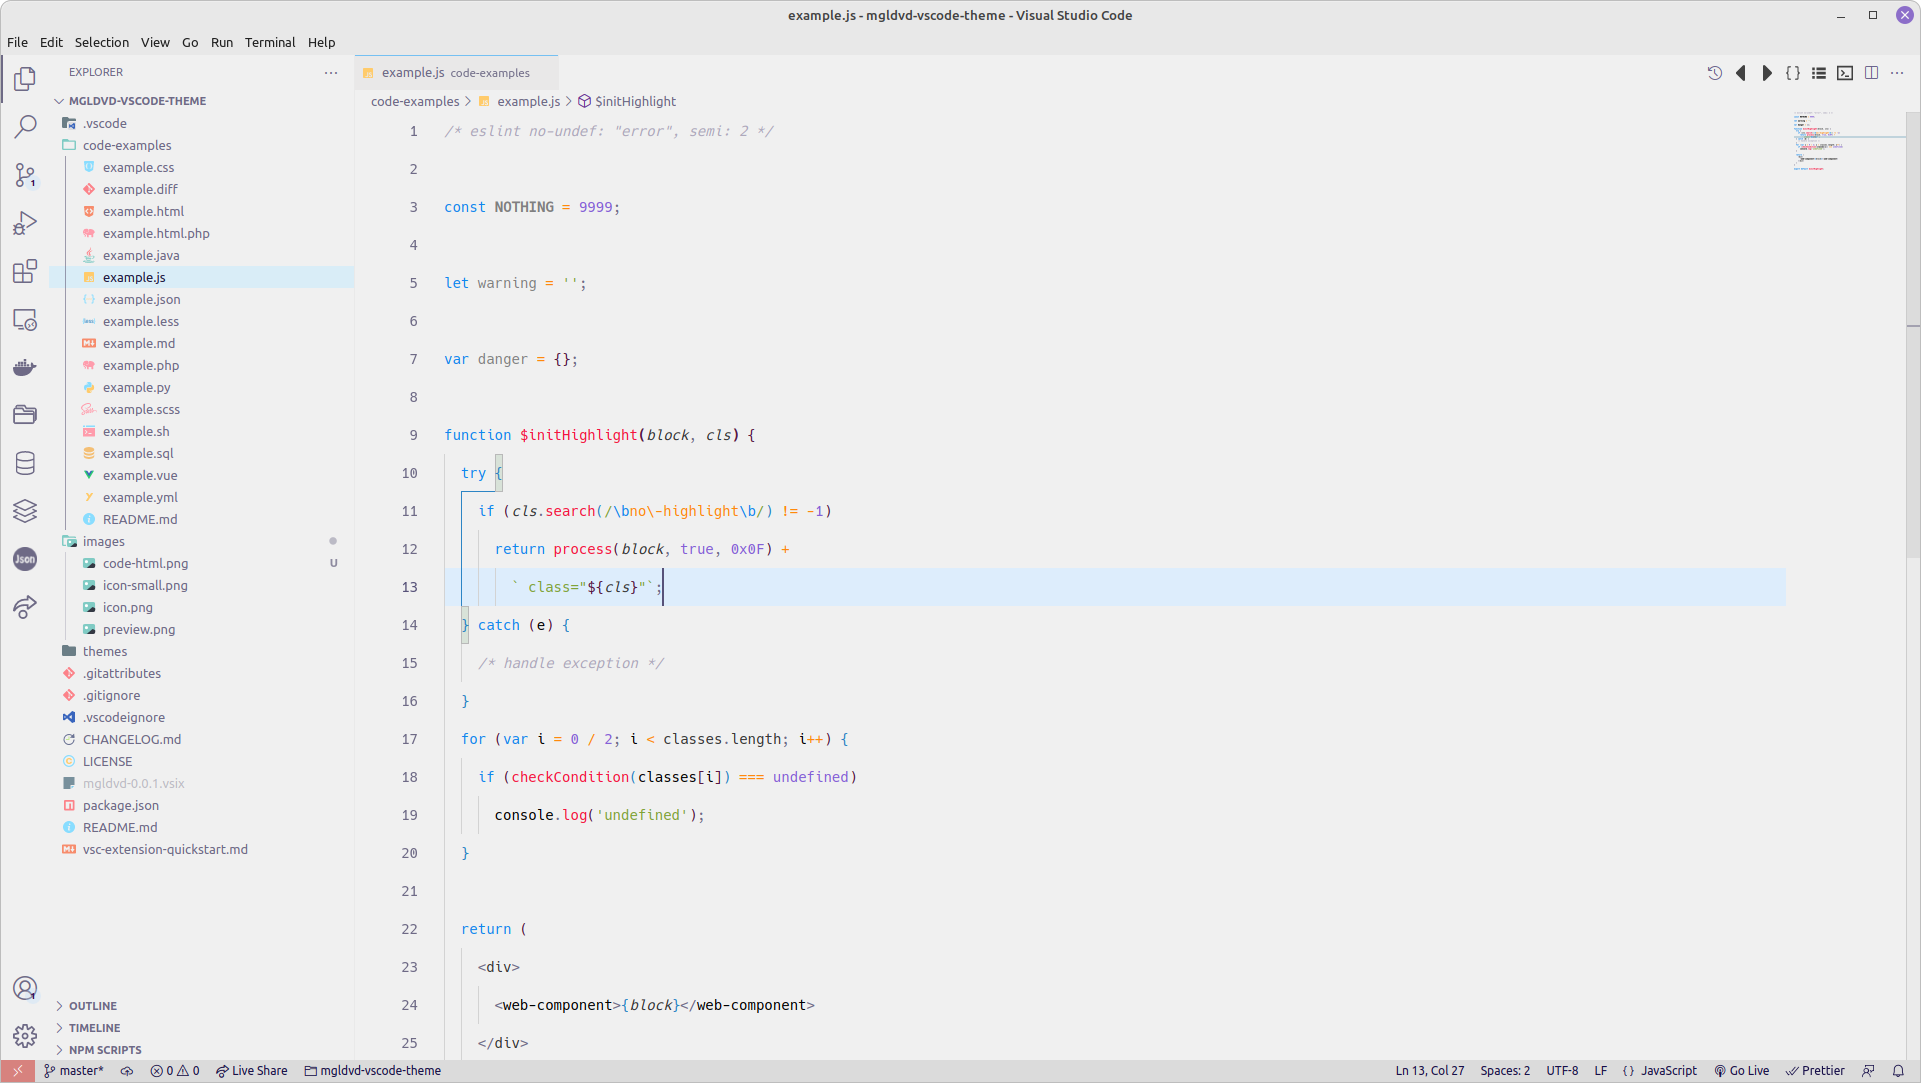 example.js - mgldvd-vscode-theme - Visual Studio Code
File Edit Selection View Go Run Terminal Help
EXPLORER
MGLDVD-VSCODE-THEME
.vscode
code-examples
example.css
example.diff
example.html
example.html.php
example.java
example.js
example.json
example.less
example.md
example.php
example.py
example.scss
example.sh
example.sql
example.vue
example.yml
README.md
images
code-html.png U
icon-small.png
icon.png
preview.png
themes
.gitattributes
.gitignore
.vscodeignore
CHANGELOG.md
LICENSE
mgldvd-0.0.1.vsix
package.json
README.md
vsc-extension-quickstart.md
OUTLINE
TIMELINE
NPM SCRIPTS
1
Json
1
example.js code-examples
code-examples > example.js > $initHighlight
1 /* eslint no-undef: "error", semi: 2 */
2
3 const NOTHING = 9999;
4
5 let warning = '';
6
7 var danger = {};
8
9 function $initHighlight(block, cls) {
10 try {
11 if (cls.search(/\bno\-highlight\b/) != -1)
12 return process(block, true, 0x0F) +
13 ` class="${cls}"`;
14 } catch (e) {
15 /* handle exception */
16 }
17 for (var i = 0 / 2; i < classes.length; i++) {
18 if (checkCondition(classes[i]) === undefined)
19 console.log('undefined');
20 }
21
22 return (
23 <div>
24 <web-component>{block}</web-component>
25 </div>
master* 0 0 Live Share mgldvd-vscode-theme
Ln 13, Col 27 Spaces: 2 UTF-8 LF {} JavaScript Go Live Prettier